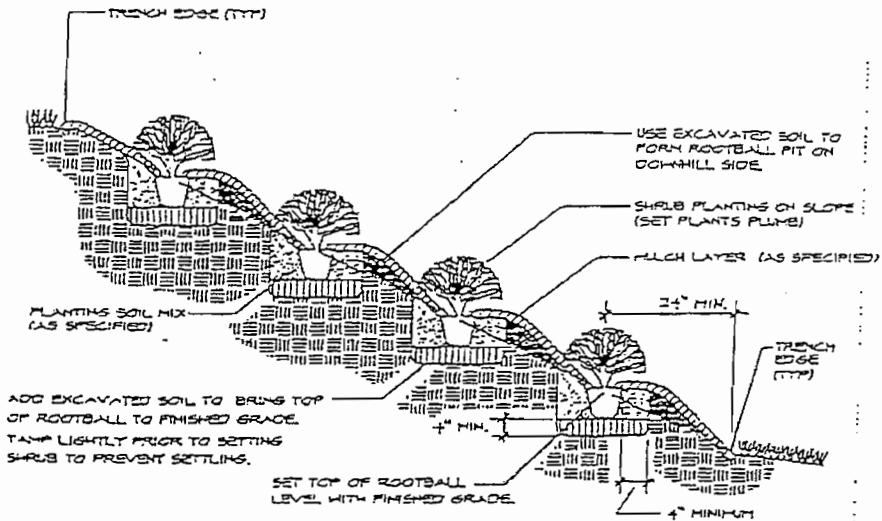 TRENCH EDGE (TYP)
USE EXCAVATED SOIL TO
FORM ROOTBALL PIT ON
DOWNHILL SIDE
SHRUB PLANTING ON SLOPE
(SET PLANTS PLUMB)
MULCH LAYER (AS SPECIFIED)
24" MIN.
PLANTING SOIL MIX
(AS SPECIFIED)
TRENCH
EDGE
(TYP)
ADD EXCAVATED SOIL TO BRING TOP
OF ROOTBALL TO FINISHED GRADE.
TAMP LIGHTLY PRIOR TO SETTING
SHRUB TO PREVENT SETTLING.
4" MIN.
SET TOP OF ROOTBALL
LEVEL WITH FINISHED GRADE.
4" MINIMUM